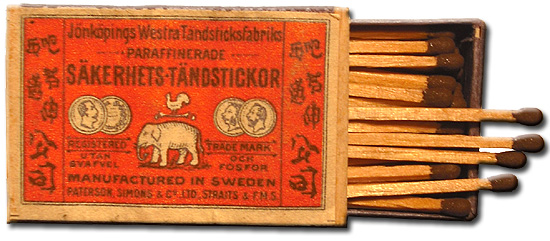 Jönköpings Westra Tändsticksfabriks
PARAFFINERADE
SÄKERHETS-TÄNDSTICKOR
REGISTERED TRADE MARK
UTAN OCH
SVAFVEL FOSFOR
MANUFACTURED IN SWEDEN
PATERSON, SIMONS & Co LTD, STRAITS & F.M.S.